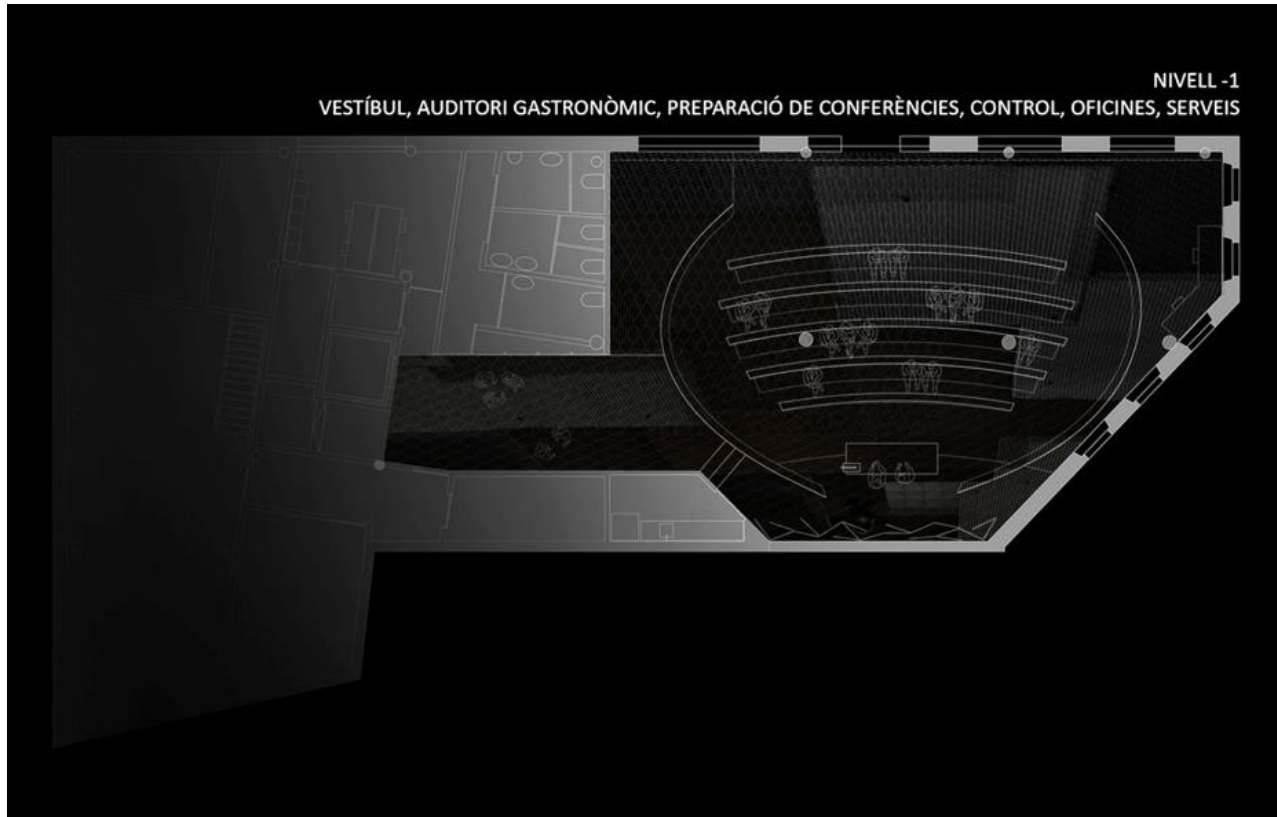 NIVELL -1
VESTÍBUL, AUDITORI GASTRONÒMIC, PREPARACIÓ DE CONFERÈNCIES, CONTROL, OFICINES, SERVEIS